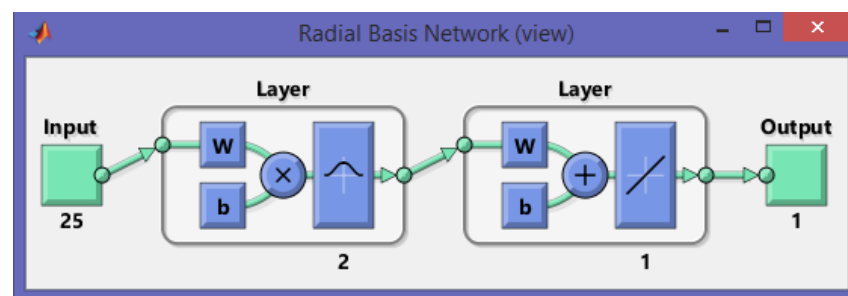 Radial Basis Network (view)
Layer
Layer
Input
Output
W
W
×
+
b
b
25
1
2
1